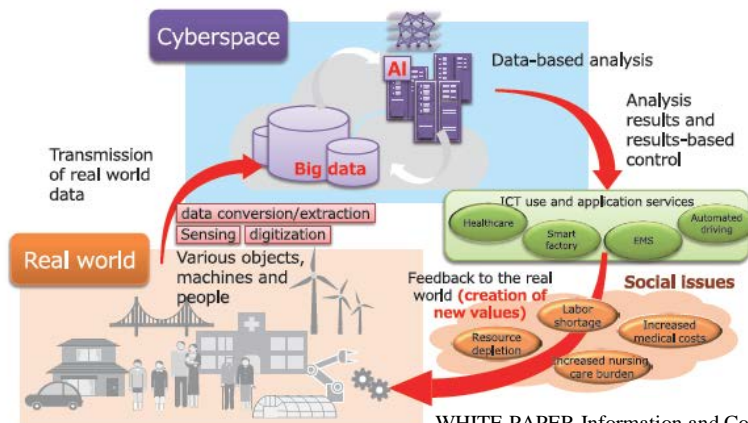 Cyberspace
AI
Data-based analysis
Analysis
results and
results-based
control
Transmission
of real world
data
Big data
data conversion/extraction
Sensing
digitization
Real world
Various objects,
machines and
people
ICT use and application services
Healthcare
Smart
factory
EMS
Automated
driving
Feedback to the real
world (creation of
new values)
Social issues
Labor
shortage
Resource
depletion
Increased
medical costs
Increased nursing
care burden
WHITE PAPER Information and Co